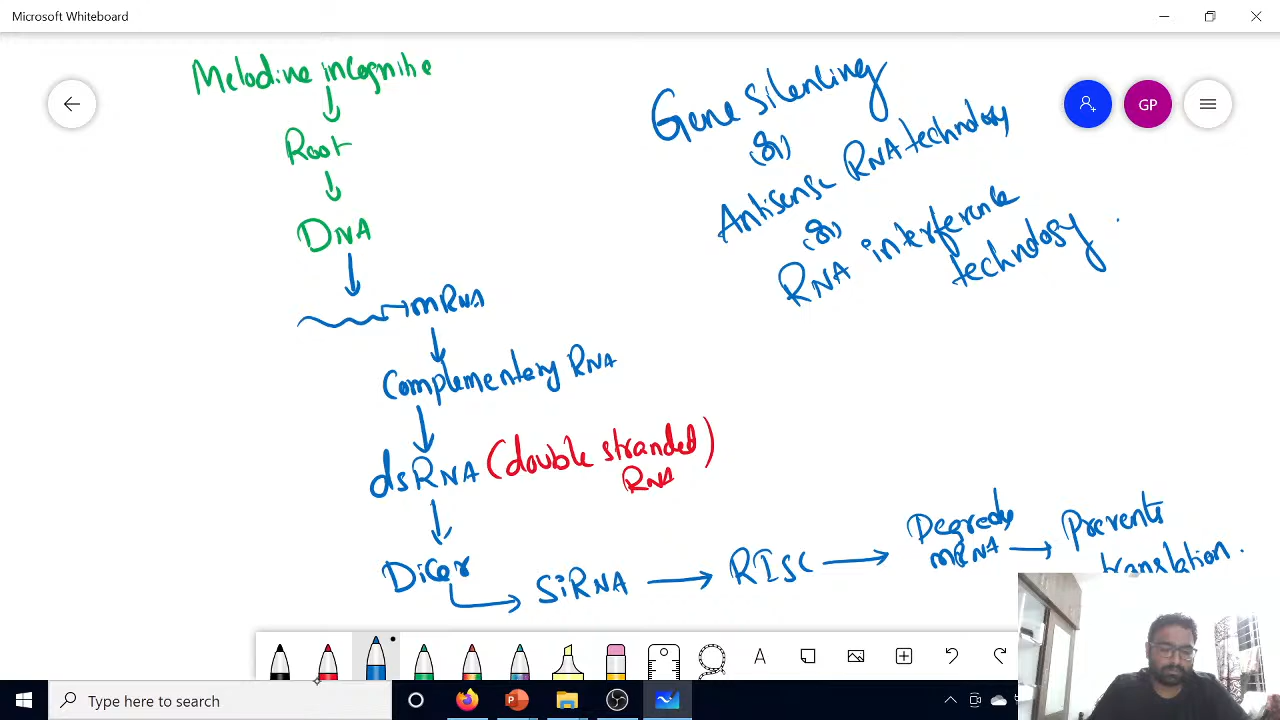 Microsoft Whiteboard
GP
Melodine incognite
Root
DNA
mRNA
Complementary RNA
dsRNA (double stranded)
RNA
Dicer
SiRNA
RISC
Degrade
mRNA
Prevents
translation.
Gene silencing
(or)
Antisense RNA technology
(or)
RNA interference
technology
A
Type here to search